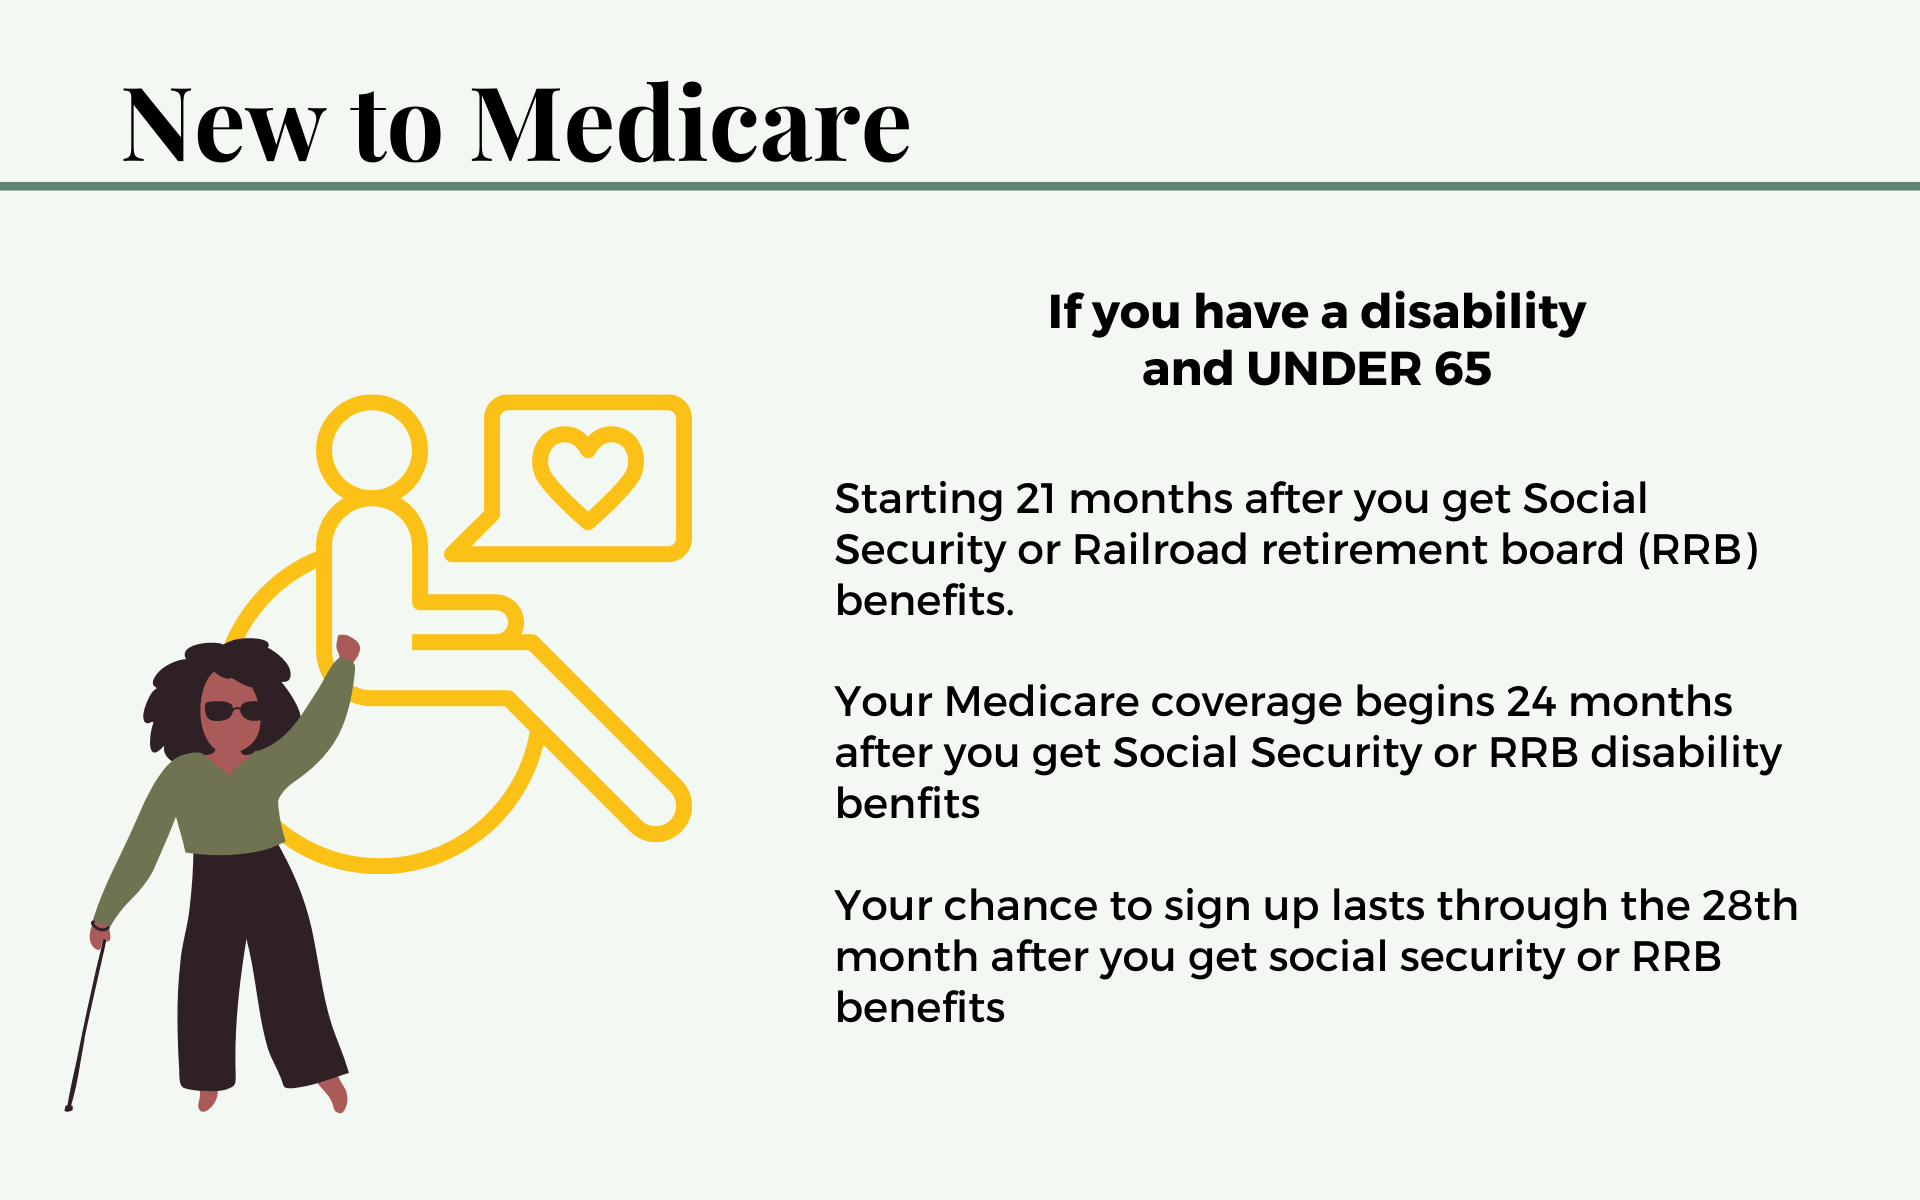 New to Medicare
If you have a disability
and UNDER 65
Starting 21 months after you get Social
Security or Railroad retirement board (RRB)
benefits.
Your Medicare coverage begins 24 months
after you get Social Security or RRB disability
benfits
Your chance to sign up lasts through the 28th
month after you get social security or RRB
benefits